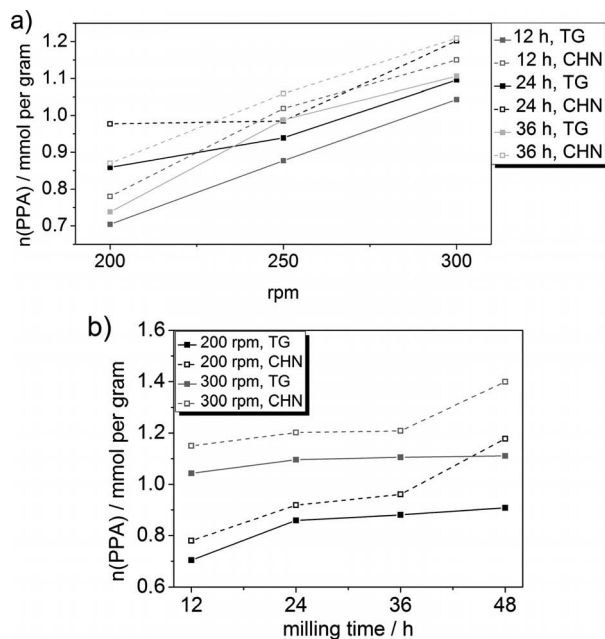 a)
n(PPA) / mmol per gram
1.2
1.1
1.0
0.9
0.8
0.7
200
250
300
rpm
12 h, TG
12 h, CHN
24 h, TG
24 h, CHN
36 h, TG
36 h, CHN
b)
n(PPA) / mmol per gram
1.6
1.4
1.2
1.0
0.8
0.6
200 rpm, TG
200 rpm, CHN
300 rpm, TG
300 rpm, CHN
12
24
36
48
milling time / h